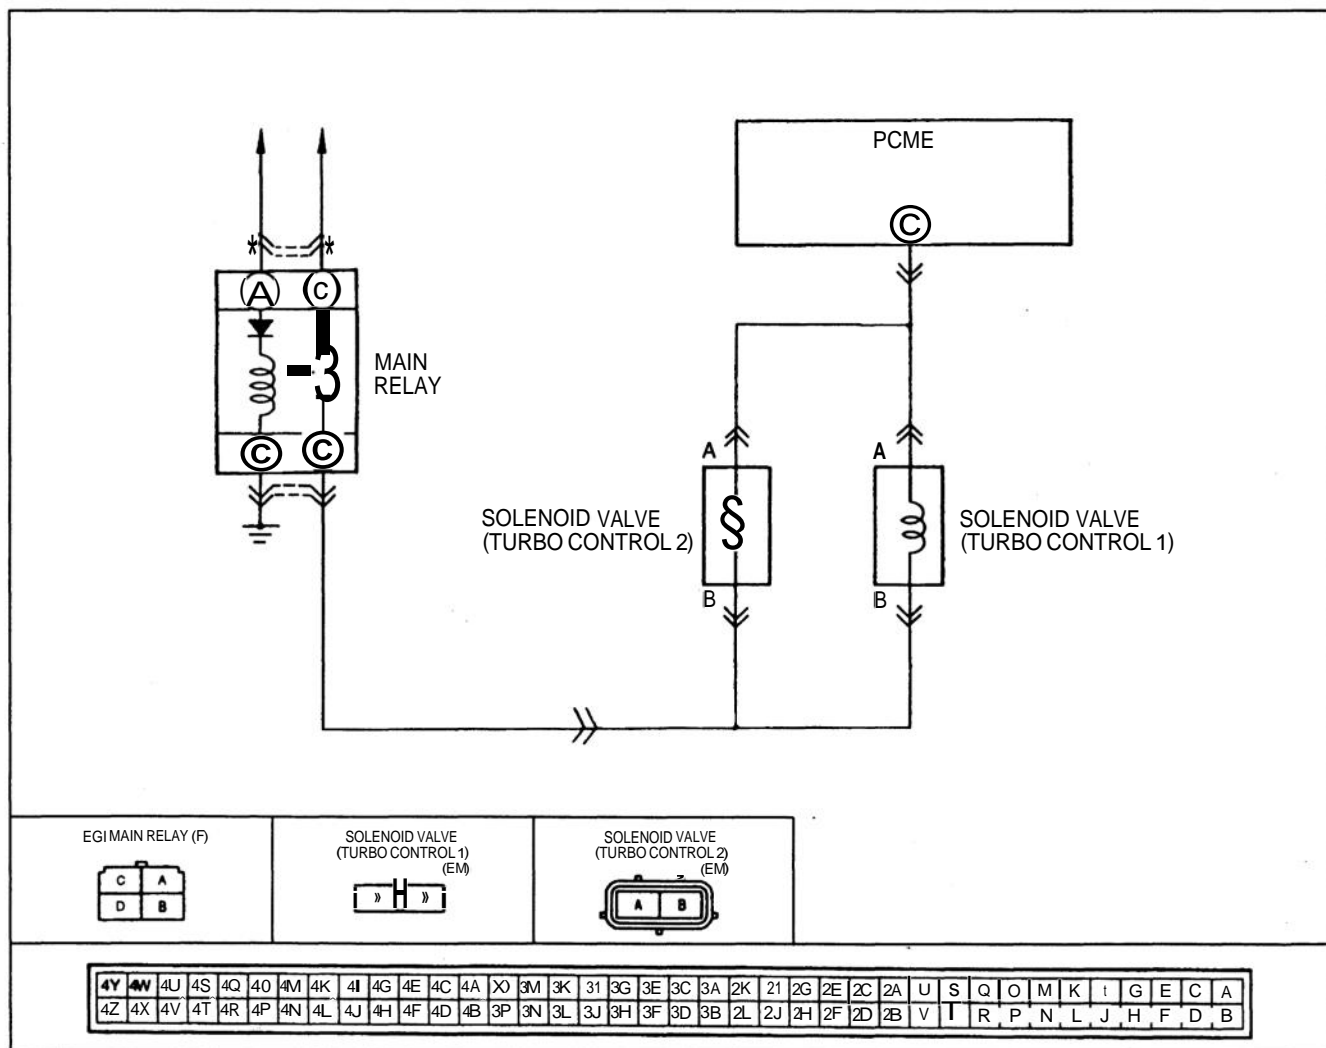 PCME
C
* *
A C
MAIN
RELAY
3
C C
A A
SOLENOID VALVE
(TURBO CONTROL 2)
§
SOLENOID VALVE
(TURBO CONTROL 1)
B B
EGI MAIN RELAY (F)
C A
D B
SOLENOID VALVE
(TURBO CONTROL 1)
(EM)
» H »
SOLENOID VALVE
(TURBO CONTROL 2)
(EM)
A B
4Y 4W 4U 4S 4Q 40 4M 4K 4I 4G 4E 4C 4A X) 3M 3K 31 3G 3E 3C 3A 2K 21 2G 2E 2C 2A U S Q O M K I G E C A
4Z 4X 4V 4T 4R 4P 4N 4L 4J 4H 4F 4D 4B 3P 3N 3L 3J 3H 3F 3D 3B 2L 2J 2H 2F 2D 2B V T R P N L J H F D B